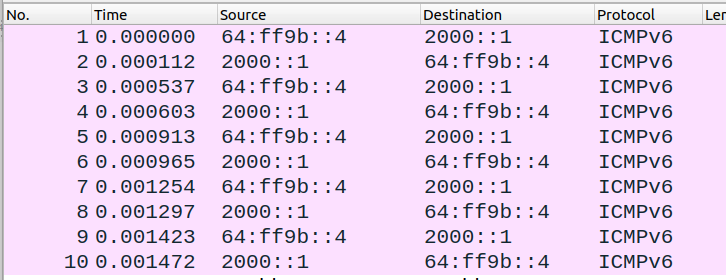 No. Time Source Destination Protocol Ler
1 0.000000 64:ff9b::4 2000::1 ICMPv6
2 0.000112 2000::1 64:ff9b::4 ICMPv6
3 0.000537 64:ff9b::4 2000::1 ICMPv6
4 0.000603 2000::1 64:ff9b::4 ICMPv6
5 0.000913 64:ff9b::4 2000::1 ICMPv6
6 0.000965 2000::1 64:ff9b::4 ICMPv6
7 0.001254 64:ff9b::4 2000::1 ICMPv6
8 0.001297 2000::1 64:ff9b::4 ICMPv6
9 0.001423 64:ff9b::4 2000::1 ICMPv6
10 0.001472 2000::1 64:ff9b::4 ICMPv6